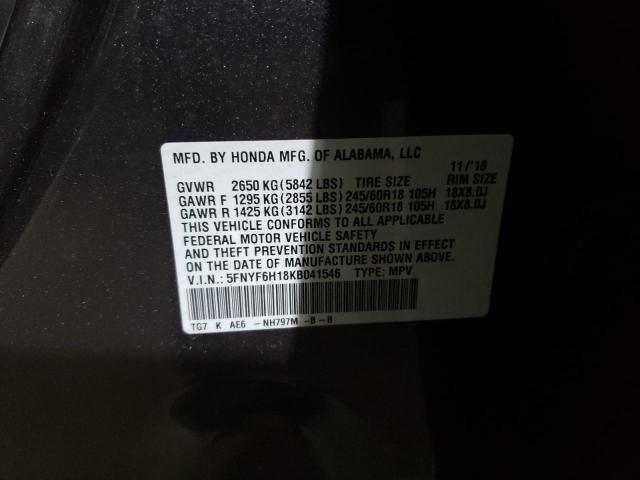 MFD. BY HONDA MFG. OF ALABAMA, LLC 11/'18
GVWR 2650 KG(5842 LBS) TIRE SIZE RIM SIZE
GAWR F 1295 KG(2855 LBS) 245/60R18 105H 18X8.0J
GAWR R 1425 KG(3142 LBS) 245/60R18 105H 18X8.0J
THIS VEHICLE CONFORMS TO ALL APPLICABLE
FEDERAL MOTOR VEHICLE SAFETY
AND THEFT PREVENTION STANDARDS IN EFFECT
ON THE DATE OF MANUFACTURE SHOWN ABOVE.
V.I.N.: 5FNYF6H18KB041546 TYPE: MPV
TG7 K AE6 -NH797M -B-B